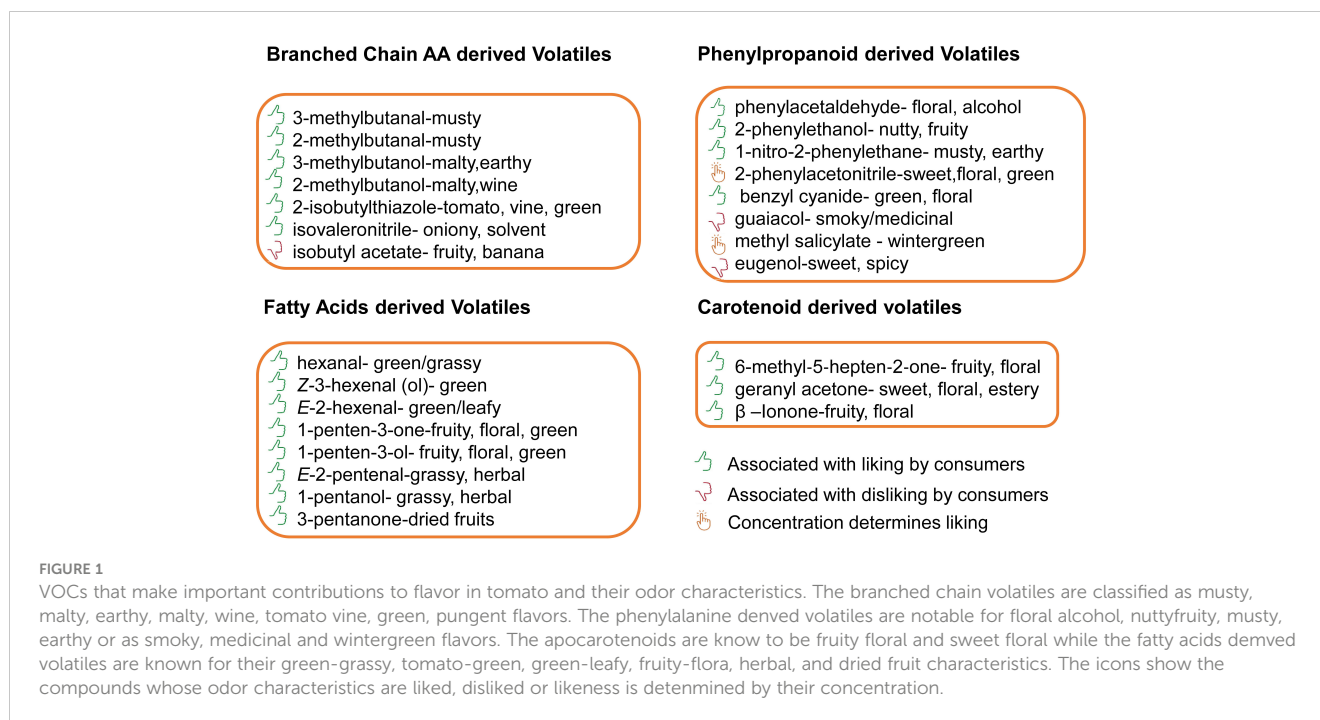 Branched Chain AA derived Volatiles
3-methylbutanal-musty
2-methylbutanal-musty
3-methylbutanol-malty,earthy
2-methylbutanol-malty,wine
2-isobutylthiazole-tomato, vine, green
isovaleronitrile- oniony, solvent
isobutyl acetate- fruity, banana
Phenylpropanoid derived Volatiles
phenylacetaldehyde- floral, alcohol
2-phenylethanol- nutty, fruity
1-nitro-2-phenylethane- musty, earthy
2-phenylacetonitrile-sweet,floral, green
benzyl cyanide- green, floral
guaiacol- smoky/medicinal
methyl salicylate - wintergreen
eugenol-sweet, spicy
Fatty Acids derived Volatiles
hexanal- green/grassy
Z-3-hexenal (ol)- green
E-2-hexenal- green/leafy
1-penten-3-one-fruity, floral, green
1-penten-3-ol- fruity, floral, green
E-2-pentenal-grassy, herbal
1-pentanol- grassy, herbal
3-pentanone-dried fruits
Carotenoid derived volatiles
6-methyl-5-hepten-2-one- fruity, floral
geranyl acetone- sweet, floral, estery
β –Ionone-fruity, floral
Associated with liking by consumers
Associated with disliking by consumers
Concentration determines liking
FIGURE 1
VOCs that make important contributions to flavor in tomato and their odor characteristics. The branched chain volatiles are classified as musty,
malty, earthy, malty, wine, tomato vine, green, pungent flavors. The phenylalanine denved volatiles are notable for floral alcohol, nuttyfruity, musty,
earthy or as smoky, medicinal and wintergreen flavors. The apocarotenoids are know to be fruity floral and sweet floral while the fatty acids demved
volatiles are known for their green-grassy, tomato-green, green-leafy, fruity-flora, herbal, and dried fruit characteristics. The icons show the
compounds whose odor characteristics are liked, disliked or likeness is detenmined by their concentration.